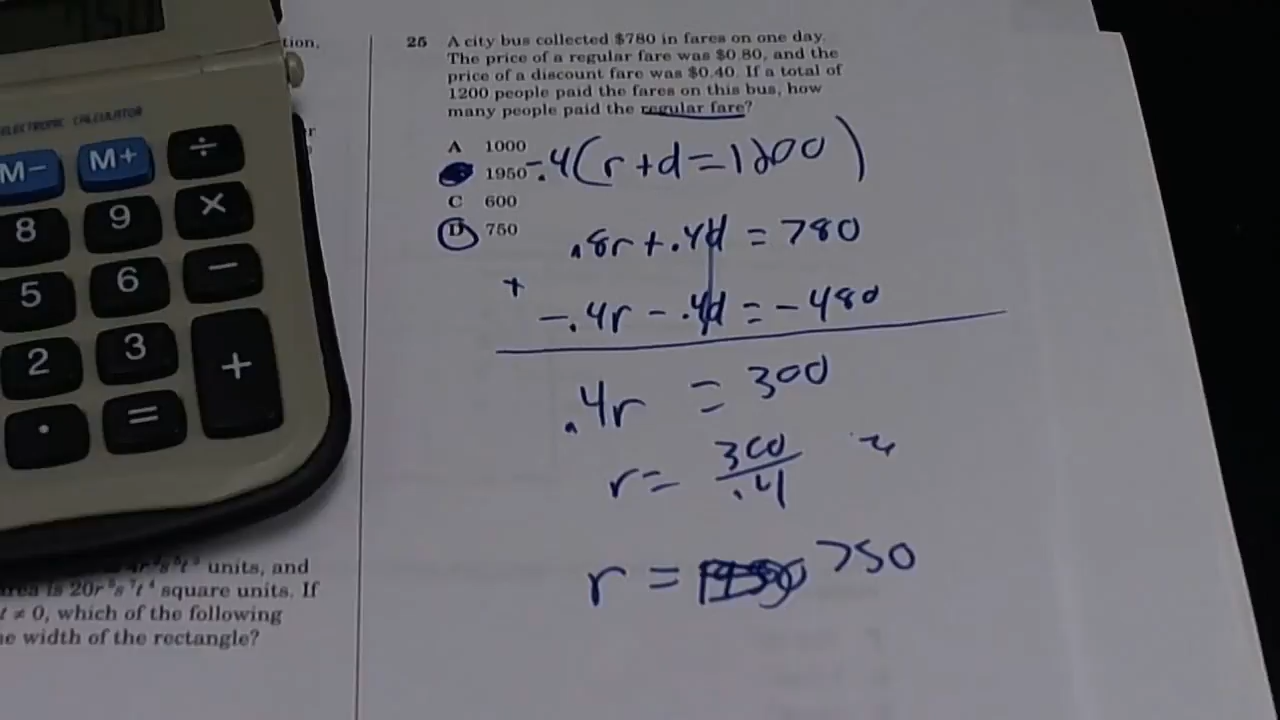 tion,
ELECTRONIC CALCULATOR
M- M+ ÷
8 9 ×
5 6 −
2 3 +
. =
r
units, and
area is 20r⁸s⁷t⁴ square units. If
t ≠ 0, which of the following
the width of the rectangle?
25 A city bus collected $780 in fares on one day.
The price of a regular fare was $0.80, and the
price of a discount fare was $0.40. If a total of
1200 people paid the fares on this bus, how
many people paid the regular fare?
A 1000
1950 -.4(r+d=1200)
C 600
D 750
.8r+.4d = 780
+
-.4r - .4d = -480
.4r = 300
r = 300/.4
r = 750